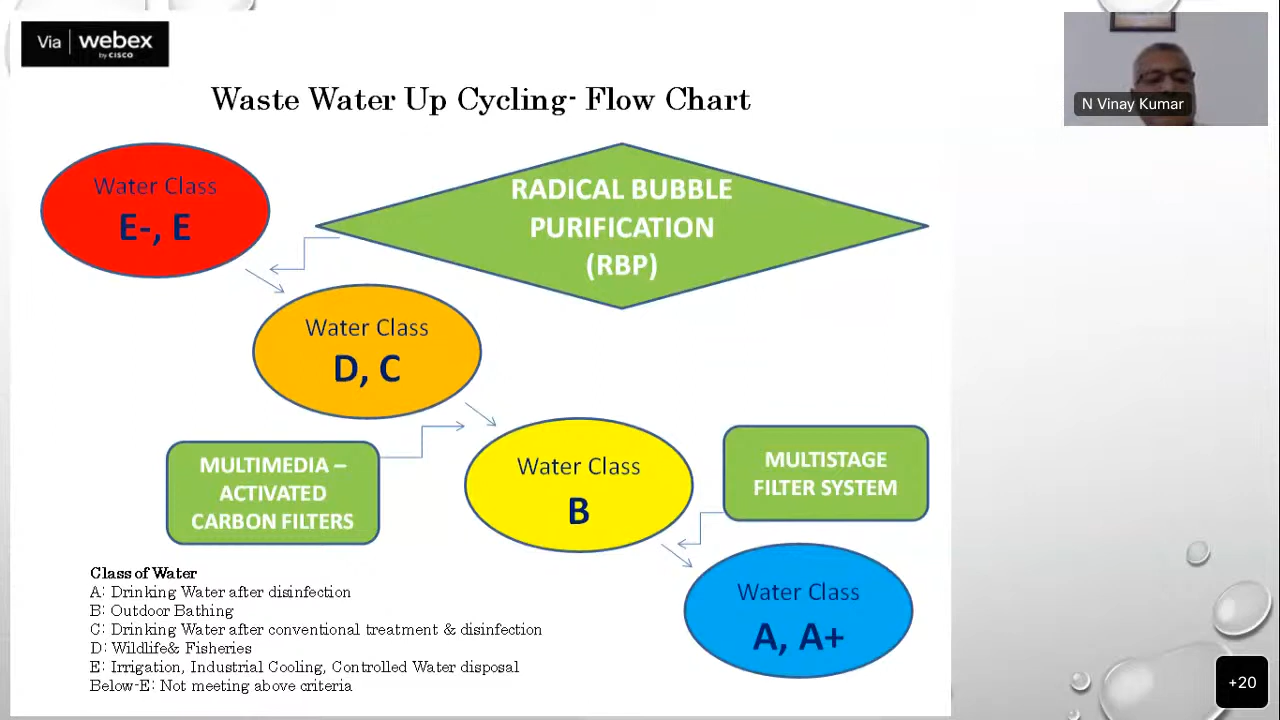 Via webex
by CISCO
N Vinay Kumar
Waste Water Up Cycling- Flow Chart
Water Class
E-, E
RADICAL BUBBLE
PURIFICATION
(RBP)
Water Class
D, C
MULTIMEDIA –
ACTIVATED
CARBON FILTERS
Water Class
B
MULTISTAGE
FILTER SYSTEM
Water Class
A, A+
Class of Water
A: Drinking Water after disinfection
B: Outdoor Bathing
C: Drinking Water after conventional treatment & disinfection
D: Wildlife& Fisheries
E: Irrigation, Industrial Cooling, Controlled Water disposal
Below-E: Not meeting above criteria
+20